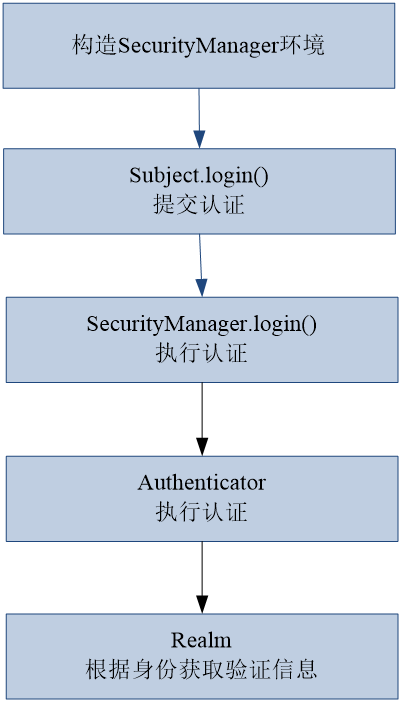 构造SecurityManager环境
Subject.login()
提交认证
SecurityManager.login()
执行认证
Authenticator
执行认证
Realm
根据身份获取验证信息